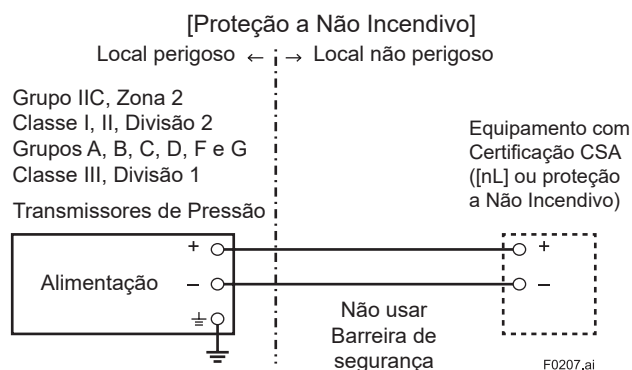 [Proteção a Não Incendivo]
Local perigoso ← → Local não perigoso
Grupo IIC, Zona 2
Classe I, II, Divisão 2
Grupos A, B, C, D, F e G
Classe III, Divisão 1
Transmissores de Pressão
Equipamento com
Certificação CSA
([nL] ou proteção
a Não Incendivo)
+
Alimentação
–
+
–
Não usar
Barreira de
segurança
F0207.ai